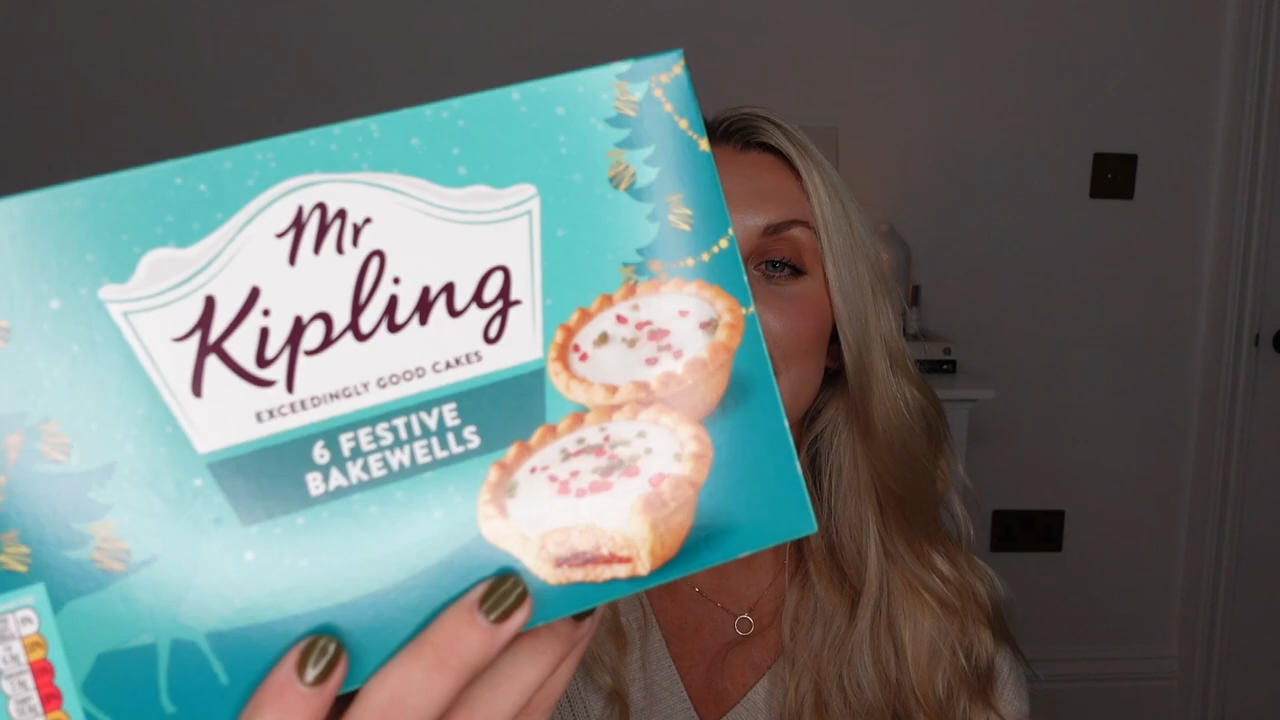 Mr
Kipling
EXCEEDINGLY GOOD CAKES
6 FESTIVE
BAKEWELLS